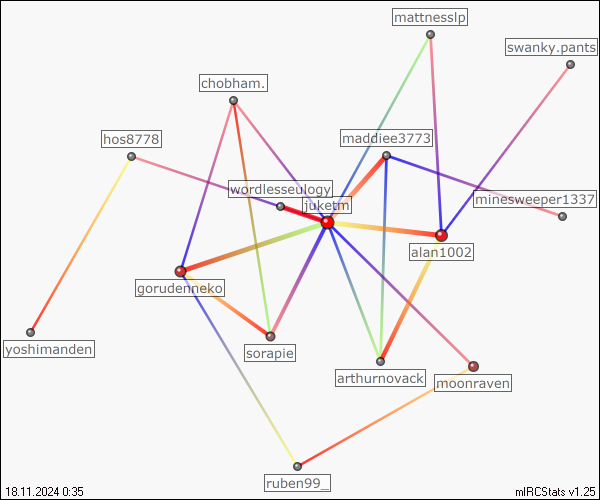 mattnesslp
swanky.pants
chobham.
hos8778
maddiee3773
wordlesseulogy
minesweeper1337
juketm
alan1002
gorudenneko
yoshimanden
sorapie
arthurnovack
moonraven
ruben99_
18.11.2024 0:35
mIRCStats v1.25